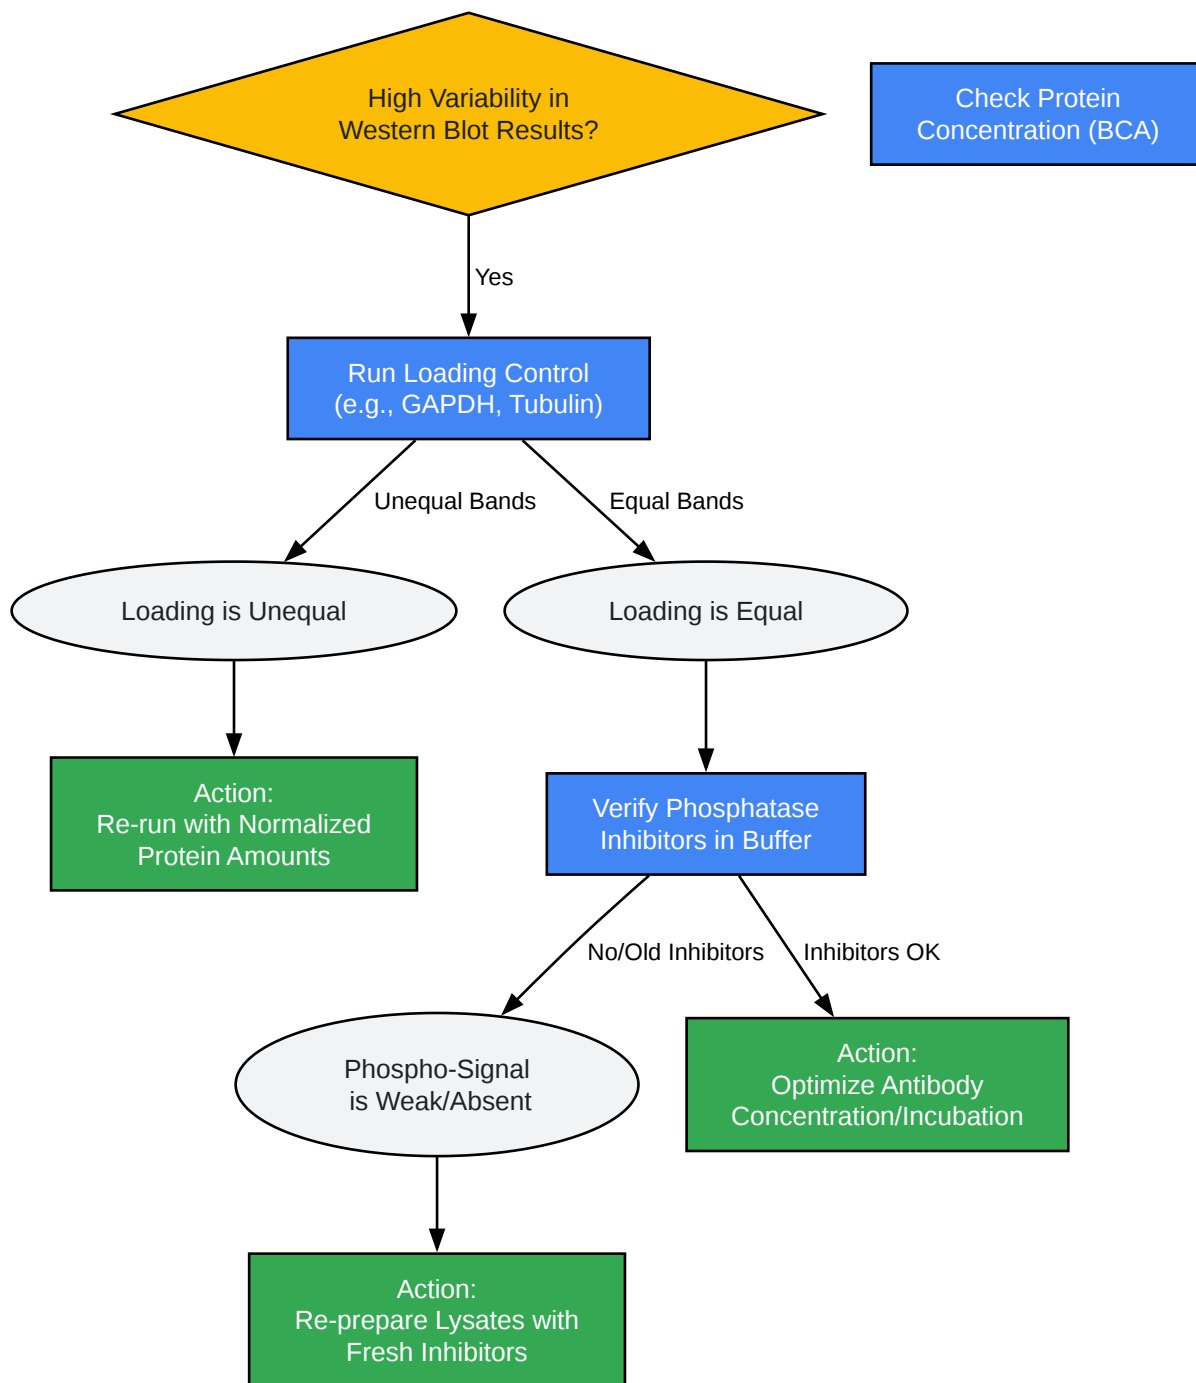 High Variability in
Western Blot Results?
Check Protein
Concentration (BCA)
Yes
Run Loading Control
(e.g., GAPDH, Tubulin)
Unequal Bands
Equal Bands
Loading is Unequal
Loading is Equal
Action:
Re-run with Normalized
Protein Amounts
Verify Phosphatase
Inhibitors in Buffer
No/Old Inhibitors
Inhibitors OK
Phospho-Signal
is Weak/Absent
Action:
Optimize Antibody
Concentration/Incubation
Action:
Re-prepare Lysates with
Fresh Inhibitors